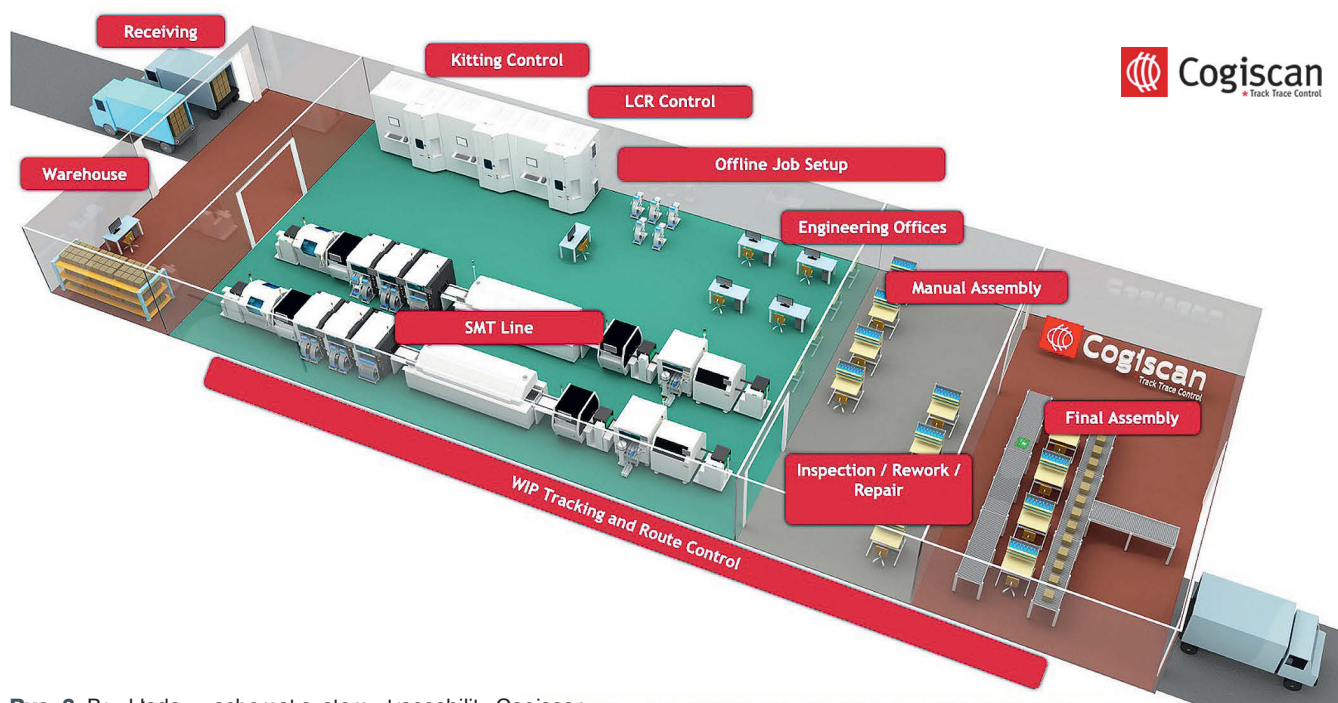 Receiving
Kitting Control
LCR Control
Cogiscan
Track Trace Control
Warehouse
Offline Job Setup
Engineering Offices
Manual Assembly
SMT Line
Cogiscan
Track Trace Control
Final Assembly
Inspection / Rework /
Repair
WIP Tracking and Route Control